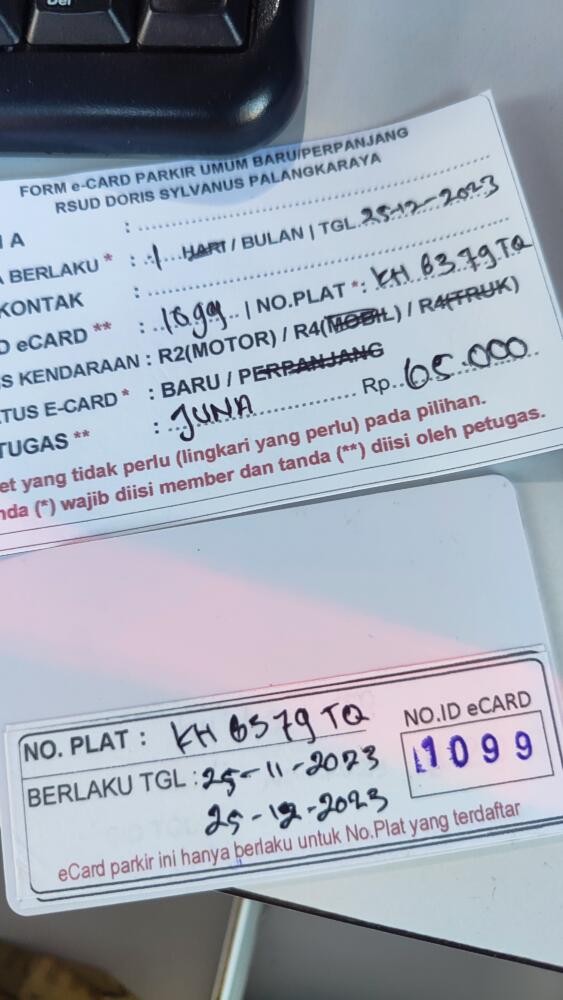 Del
FORM e-CARD PARKIR UMUM BARU/PERPANJANG
RSUD DORIS SYLVANUS PALANGKARAYA
A : ........
BERLAKU * : 1 HARI / BULAN | TGL. 25-12-2023
KONTAK : ........
D eCARD ** : 1099 | NO.PLAT *: KH 6379 TQ
S KENDARAAN : R2(MOTOR) / R4(MOBIL) / R4(TRUK)
TUS E-CARD * : BARU / PERPANJANG
TUGAS ** : JUNA Rp. 65.000
et yang tidak perlu (lingkari yang perlu) pada pilihan.
nda (*) wajib diisi member dan tanda (**) diisi oleh petugas.
NO. PLAT : KH 6379 TQ
NO.ID eCARD
1099
BERLAKU TGL : 25-11-2023
25-12-2023
eCard parkir ini hanya berlaku untuk No.Plat yang terdaftar